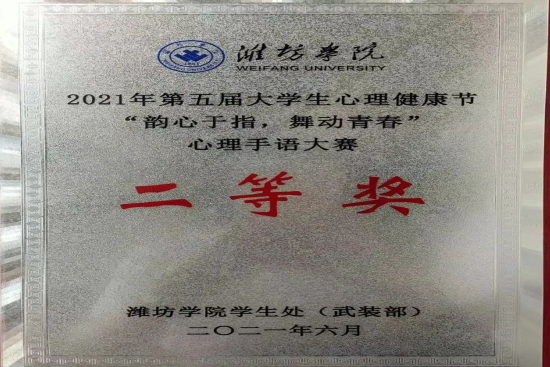 潍坊学院
WEIFANG UNIVERSITY
2021年第五届大学生心理健康节
“韵心于指，舞动青春”
心理手语大赛
二等奖
潍坊学院学生处（武装部）
二〇二一年六月